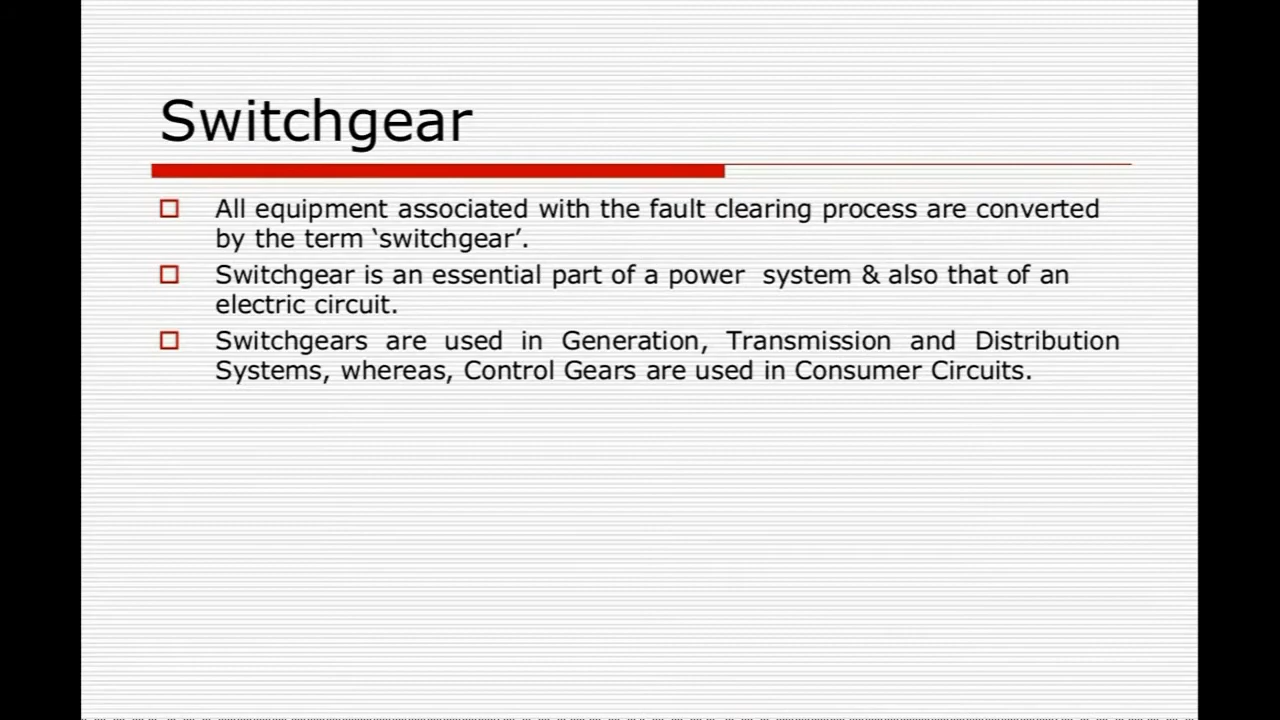 Switchgear
All equipment associated with the fault clearing process are converted
by the term ‘switchgear’.
Switchgear is an essential part of a power system & also that of an
electric circuit.
Switchgears are used in Generation, Transmission and Distribution
Systems, whereas, Control Gears are used in Consumer Circuits.